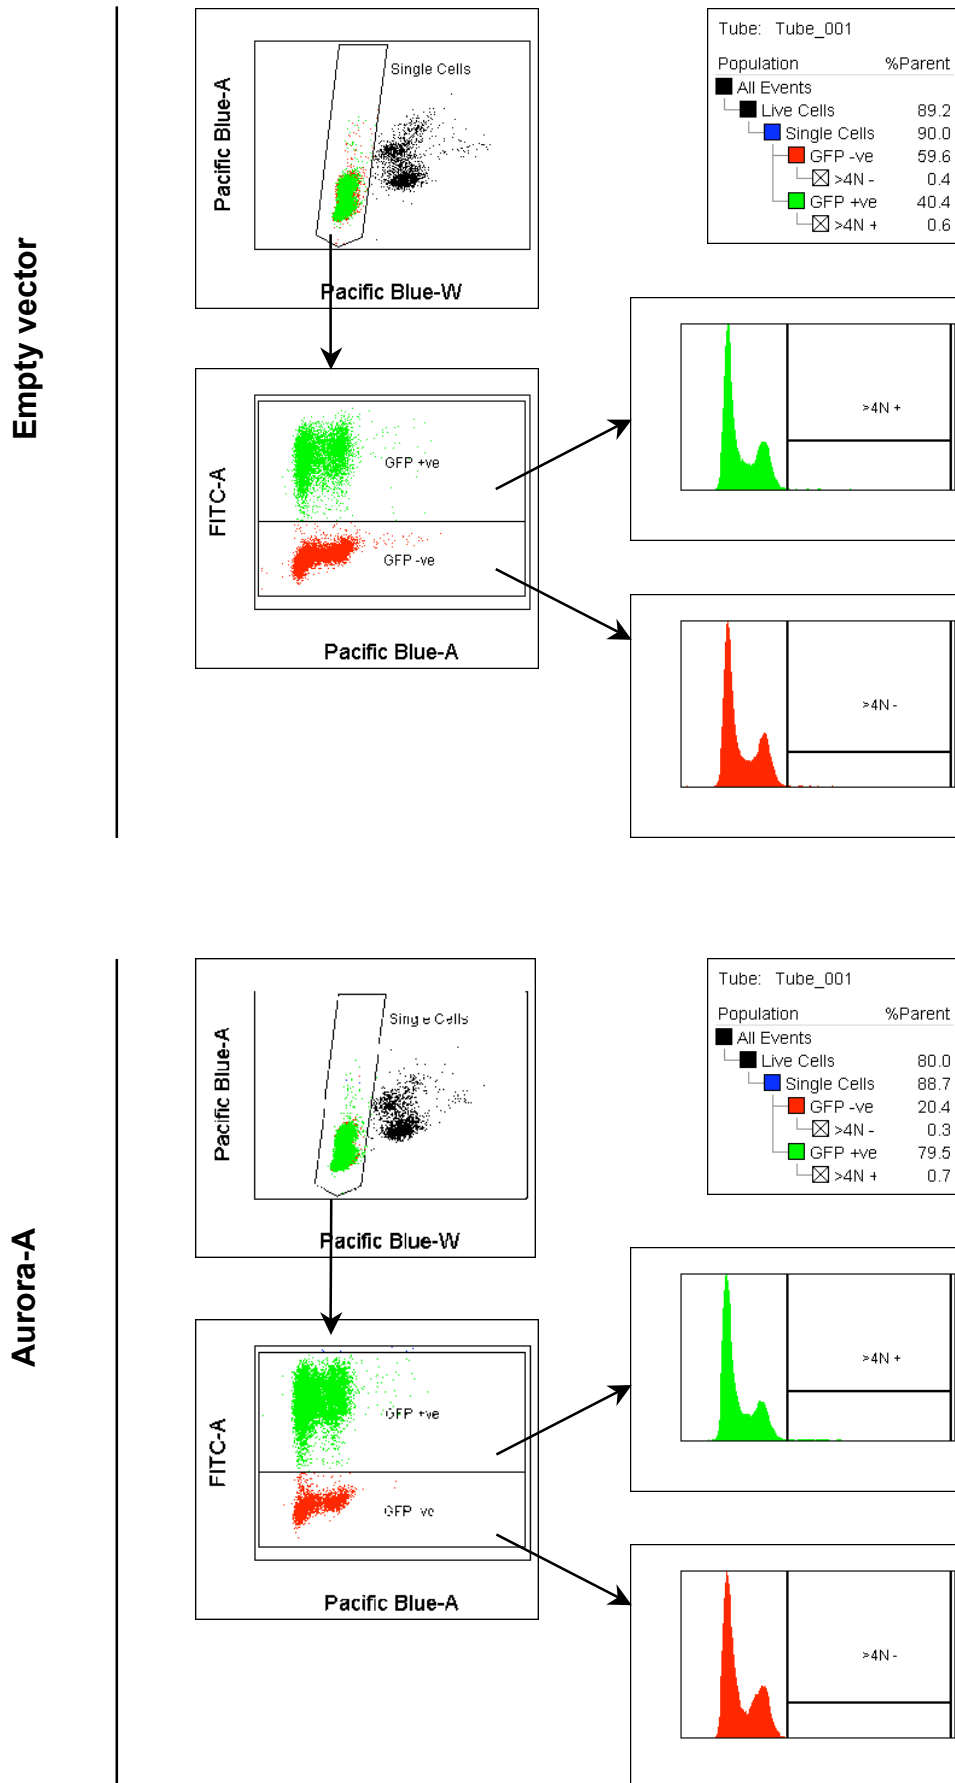 Empty vector
Pacific Blue-A
Single Cells
Pacific Blue-W
Tube: Tube_001
Population %Parent
All Events
Live Cells 89.2
Single Cells 90.0
GFP -ve 59.6
>4N - 0.4
GFP +ve 40.4
>4N + 0.6
FITC-A
GFP +ve
GFP -ve
Pacific Blue-A
>4N +
>4N -
Aurora-A
Pacific Blue-A
Single Cells
Pacific Blue-W
Tube: Tube_001
Population %Parent
All Events
Live Cells 80.0
Single Cells 88.7
GFP -ve 20.4
>4N - 0.3
GFP +ve 79.5
>4N + 0.7
FITC-A
GFP +ve
GFP -ve
Pacific Blue-A
>4N +
>4N -